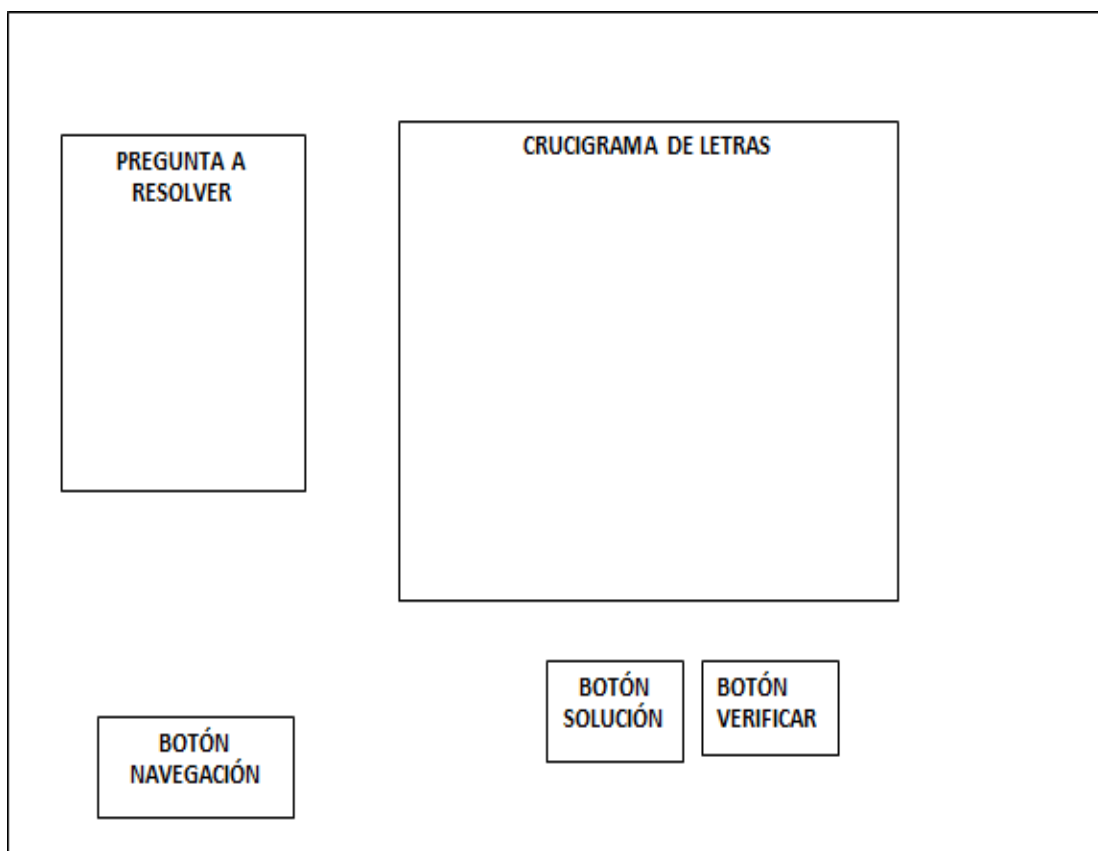 PREGUNTA A
RESOLVER
CRUCIGRAMA DE LETRAS
BOTÓN
SOLUCIÓN
BOTÓN
VERIFICAR
BOTÓN
NAVEGACIÓN